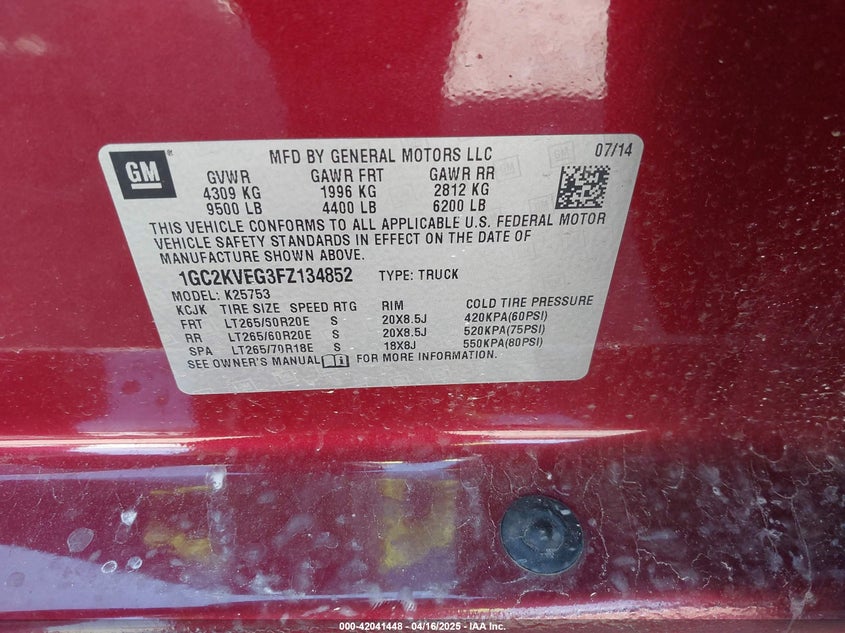 GM
MFD BY GENERAL MOTORS LLC 07/14
GVWR GAWR FRT GAWR RR
4309 KG 1996 KG 2812 KG
9500 LB 4400 LB 6200 LB
THIS VEHICLE CONFORMS TO ALL APPLICABLE U.S. FEDERAL MOTOR
VEHICLE SAFETY STANDARDS IN EFFECT ON THE DATE OF
MANUFACTURE SHOWN ABOVE.
1GC2KVEG3FZ134852 TYPE: TRUCK
MODEL: K25753
KCJK TIRE SIZE SPEED RTG RIM COLD TIRE PRESSURE
FRT LT265/60R20E S 20X8.5J 420KPA(60PSI)
RR LT265/60R20E S 20X8.5J 520KPA(75PSI)
SPA LT265/70R18E S 18X8J 550KPA(80PSI)
SEE OWNER'S MANUAL FOR MORE INFORMATION.
000-42041448 - 04/16/2025 - IAA Inc.